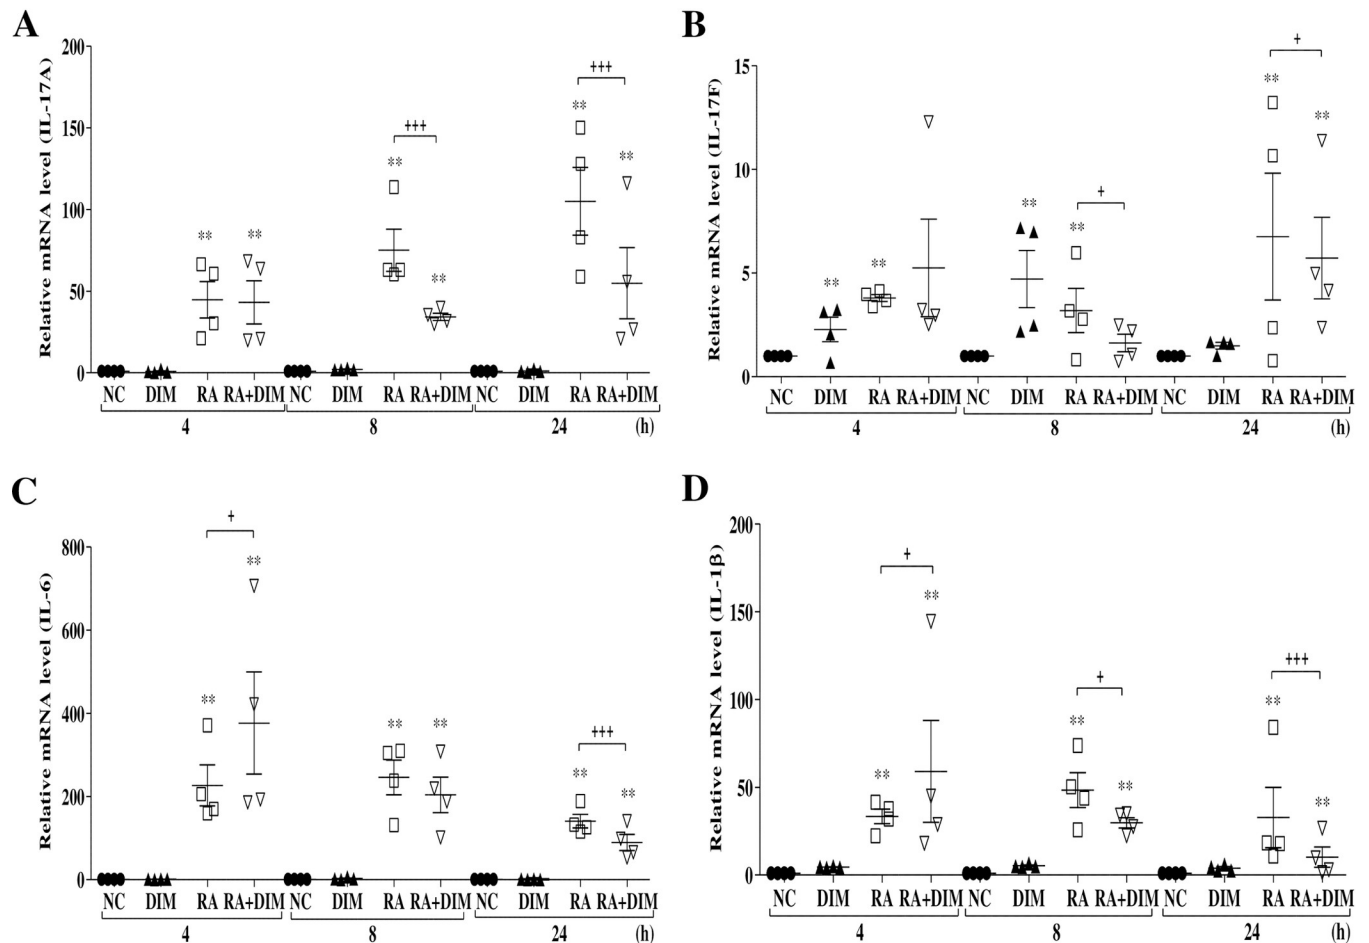 A
Relative mRNA level (IL-17A)
200
150
100
50
0
** ** ** ** ** **
+++ +++
NC DIM RA RA+DIM NC DIM RA RA+DIM NC DIM RA RA+DIM
4 8 24 (h)
B
Relative mRNA level (IL-17F)
15
10
5
0
** ** ** ** ** **
+ +
NC DIM RA RA+DIM NC DIM RA RA+DIM NC DIM RA RA+DIM
4 8 24 (h)
C
Relative mRNA level (IL-6)
800
600
400
200
0
** ** ** ** ** **
+ +++
NC DIM RA RA+DIM NC DIM RA RA+DIM NC DIM RA RA+DIM
4 8 24 (h)
D
Relative mRNA level (IL-1β)
200
150
100
50
0
** ** ** ** ** **
+ + +++
NC DIM RA RA+DIM NC DIM RA RA+DIM NC DIM RA RA+DIM
4 8 24 (h)